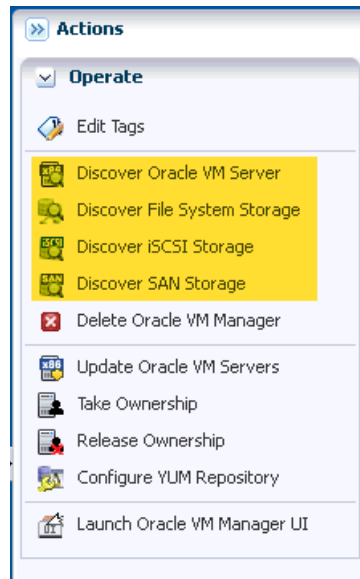 Actions
Operate
Edit Tags
Discover Oracle VM Server
Discover File System Storage
Discover iSCSI Storage
Discover SAN Storage
Delete Oracle VM Manager
Update Oracle VM Servers
Take Ownership
Release Ownership
Configure YUM Repository
Launch Oracle VM Manager UI